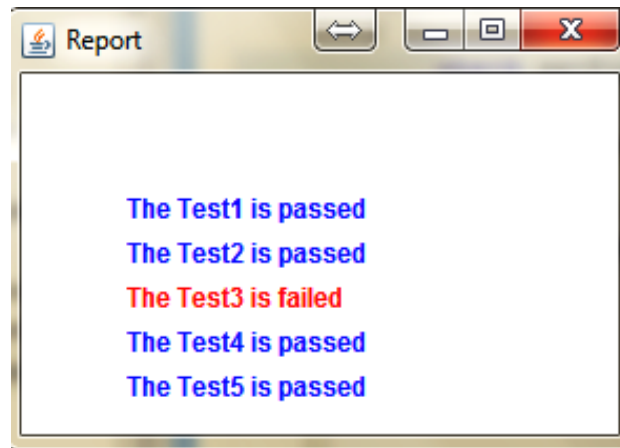 Report
The Test1 is passed
The Test2 is passed
The Test3 is failed
The Test4 is passed
The Test5 is passed